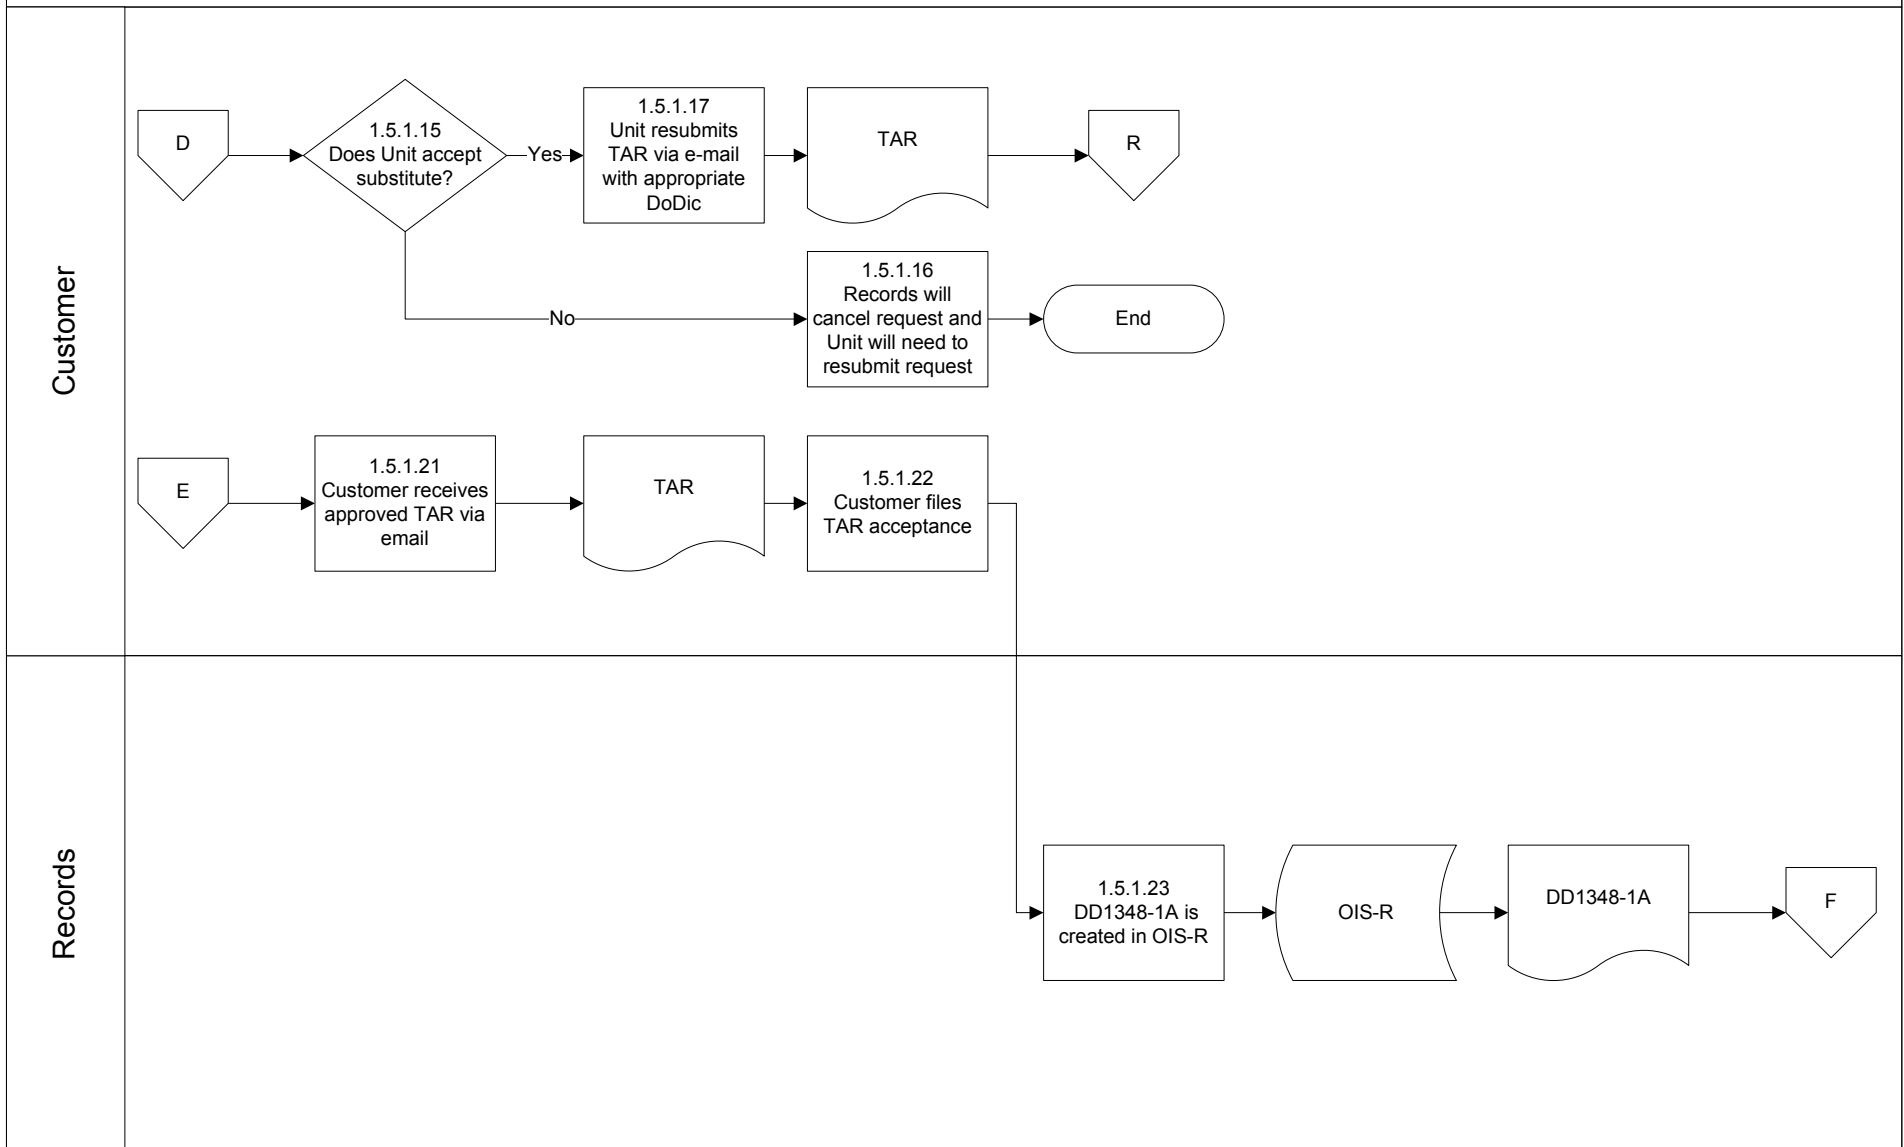 Customer
D
1.5.1.15
Does Unit accept
substitute?
Yes
1.5.1.17
Unit resubmits
TAR via e-mail
with appropriate
DoDic
TAR
R
No
1.5.1.16
Records will
cancel request and
Unit will need to
resubmit request
End
E
1.5.1.21
Customer receives
approved TAR via
email
TAR
1.5.1.22
Customer files
TAR acceptance
Records
1.5.1.23
DD1348-1A is
created in OIS-R
OIS-R
DD1348-1A
F